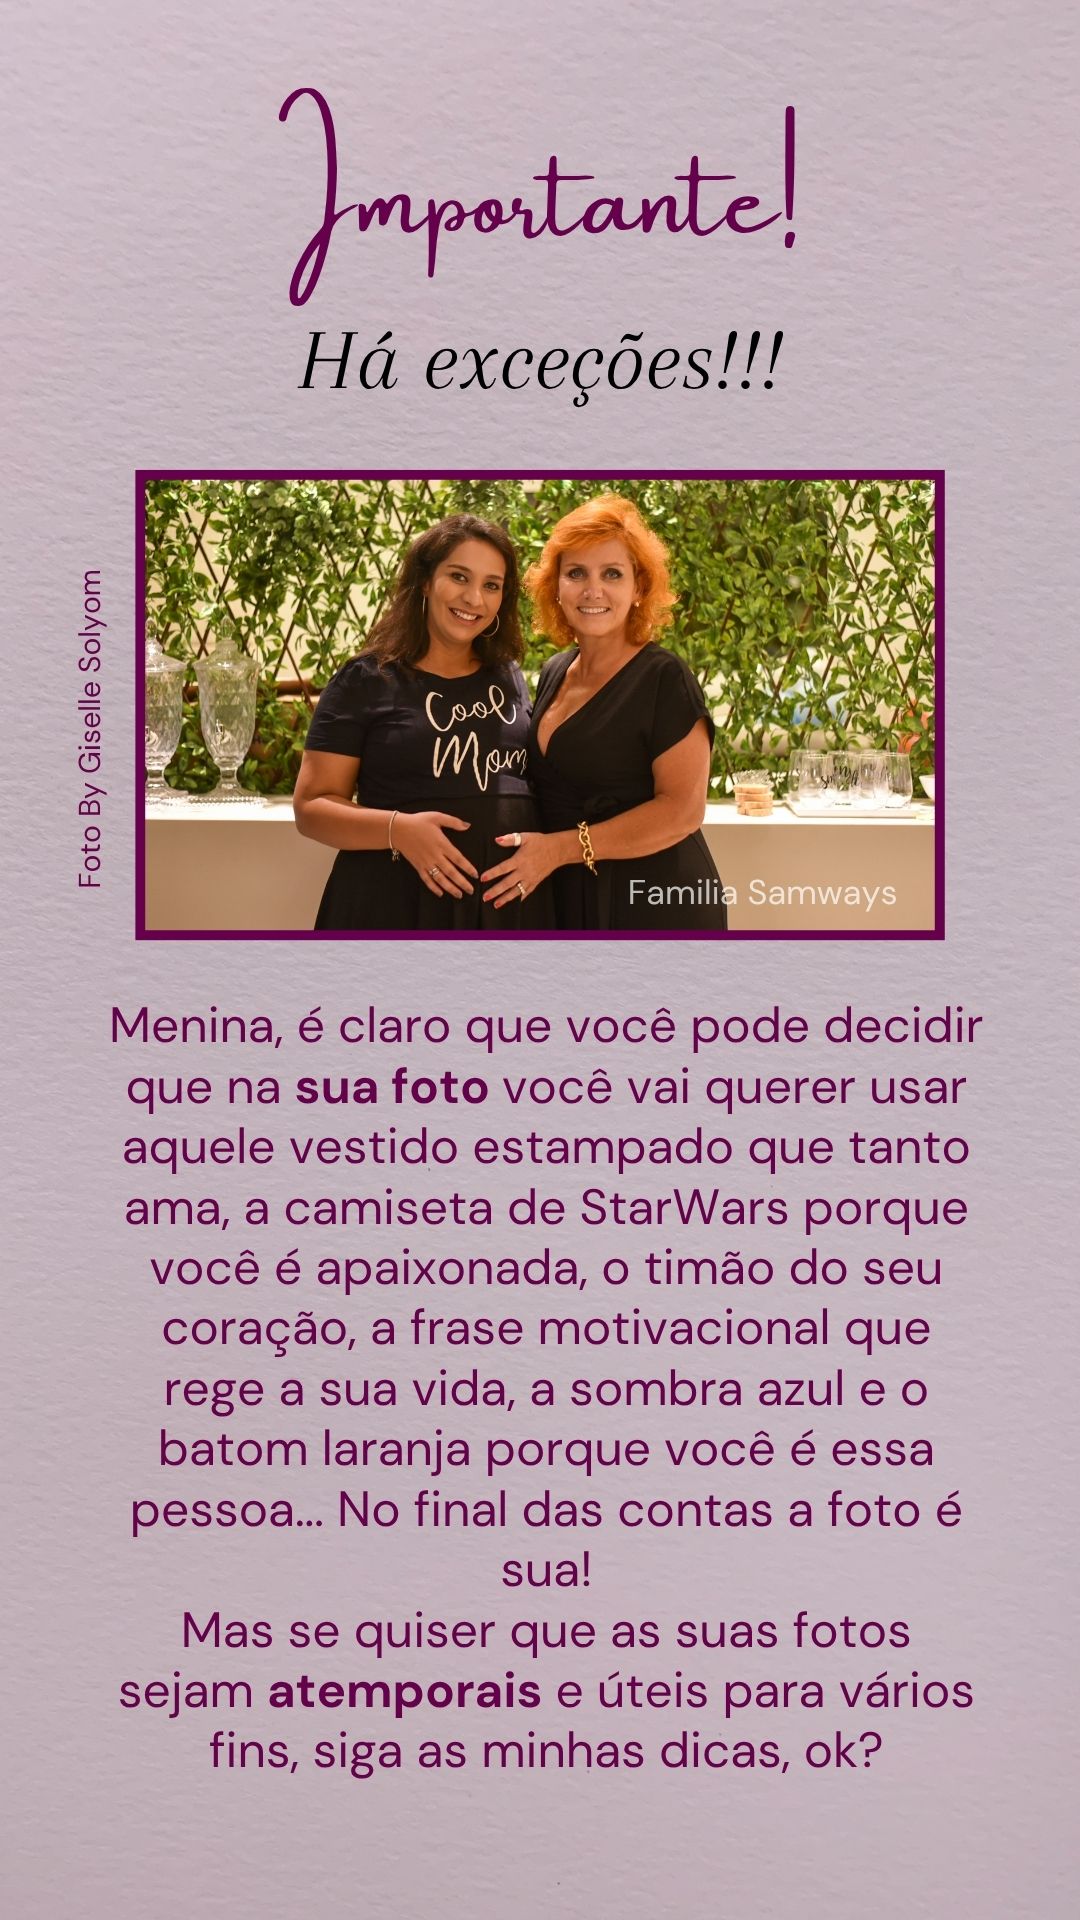 Importante!
Há exceções!!!
Foto By Giselle Solyom
Cool
Mom
Familia Samways
Menina, é claro que você pode decidir
que na sua foto você vai querer usar
aquele vestido estampado que tanto
ama, a camiseta de StarWars porque
você é apaixonada, o timão do seu
coração, a frase motivacional que
rege a sua vida, a sombra azul e o
batom laranja porque você é essa
pessoa... No final das contas a foto é
sua!
Mas se quiser que as suas fotos
sejam atemporais e úteis para vários
fins, siga as minhas dicas, ok?